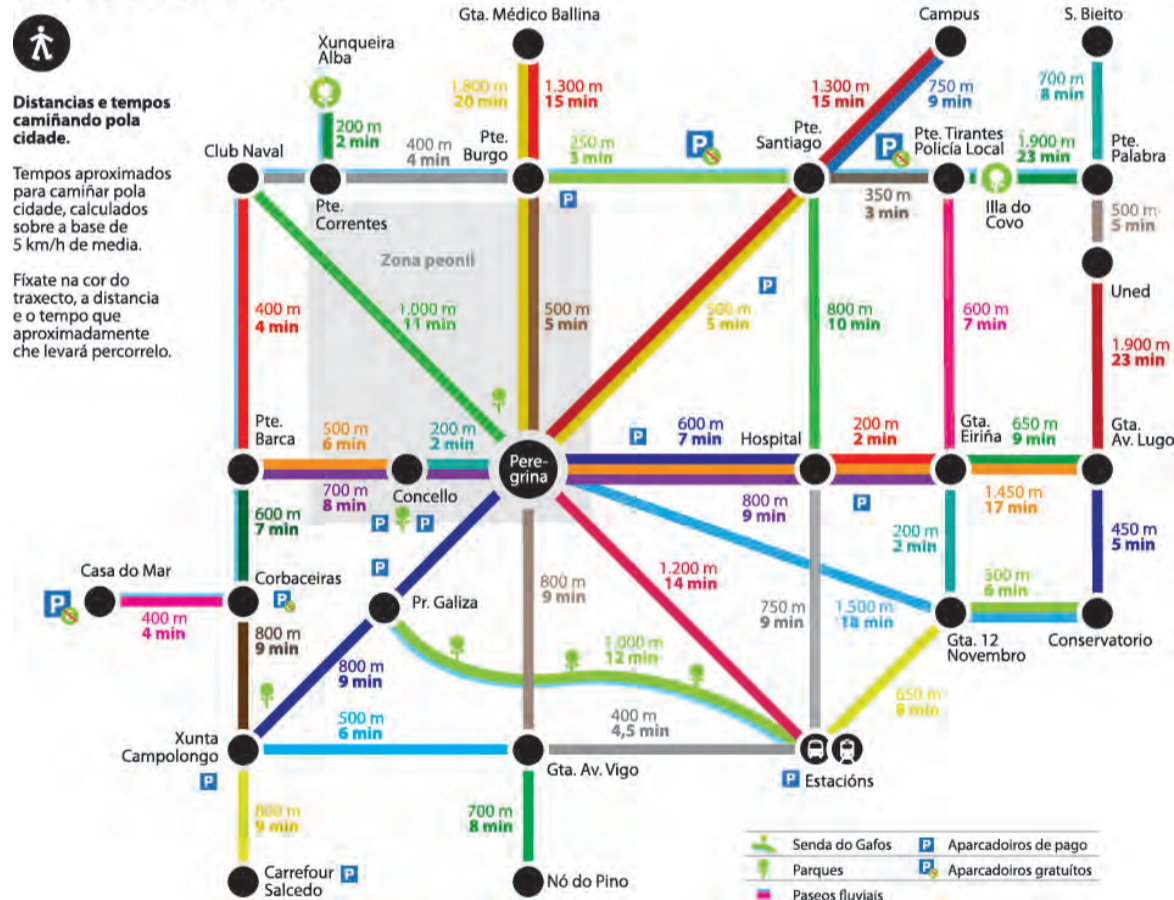 Distancias e tempos
camiñando pola
cidade.
Tempos aproximados
para camiñar pola
cidade, calculados
sobre a base de
5 km/h de media.
Fíxate na cor do
traxecto, a distancia
e o tempo que
aproximadamente
che levará percorrelo.
Gta. Médico Ballina
Campus
S. Bieito
Xunqueira
Alba
1.800 m
20 min
1.300 m
15 min
1.300 m
15 min
750 m
9 min
700 m
8 min
200 m
2 min
400 m
4 min
Pte.
Burgo
250 m
3 min
P
Pte.
Santiago
P
Pte. Tirantes
Policía Local
1.900 m
23 min
Pte.
Palabra
Club Naval
Pte.
Correntes
P
350 m
3 min
Illa do
Covo
500 m
5 min
Zona peonil
P
Uned
400 m
4 min
1.000 m
11 min
500 m
5 min
500 m
5 min
800 m
10 min
600 m
7 min
1.900 m
23 min
Pte.
Barca
500 m
6 min
200 m
2 min
P
600 m
7 min
Hospital
200 m
2 min
Gta.
Eiriña
650 m
9 min
Gta.
Av. Lugo
Pere-
grina
700 m
8 min
Concello
800 m
9 min
P
1.450 m
17 min
P
P
600 m
7 min
200 m
2 min
450 m
5 min
Casa do Mar
P
Corbaceiras
P
P
Pr. Galiza
800 m
9 min
1.200 m
14 min
750 m
9 min
1.500 m
18 min
500 m
6 min
400 m
4 min
Gta. 12
Novembro
Conservatorio
800 m
9 min
800 m
9 min
1.000 m
12 min
650 m
8 min
Xunta
Campolongo
500 m
6 min
400 m
4,5 min
P
Gta. Av. Vigo
P
Estacións
800 m
9 min
700 m
8 min
Carrefour
Salcedo
P
Nó do Pino
Senda do Gafos
P
Aparcadoiros de pago
Parques
P
Aparcadoiros gratuítos
Paseos fluviais